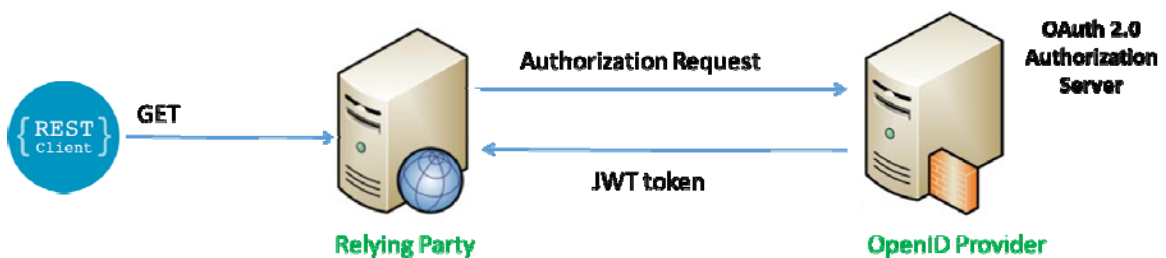 OAuth 2.0
Authorization
Server
Authorization Request
GET
{REST}
Client
JWT token
Relying Party
OpenID Provider